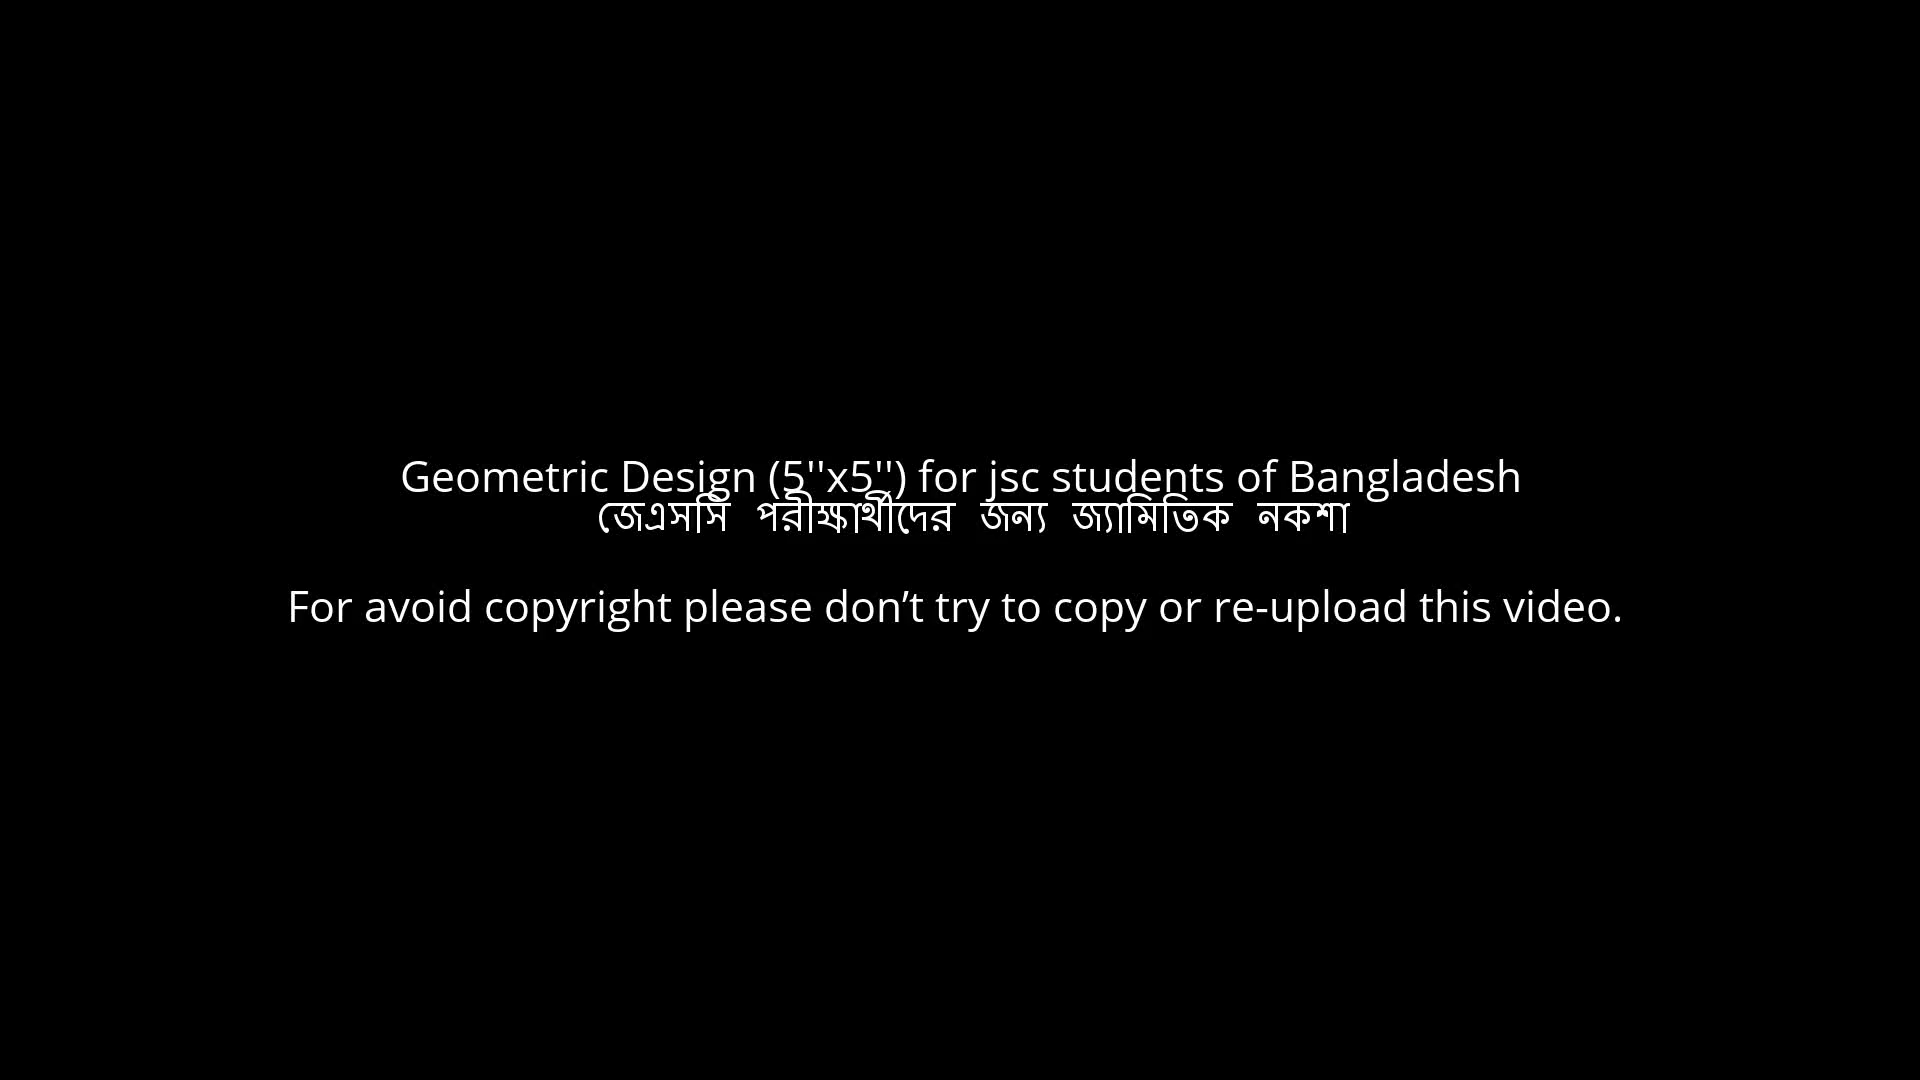 Geometric Design (5''x5'') for jsc students of Bangladesh
জেএসসি পরীক্ষার্থীদের জন্য জ্যামিতিক নকশা
For avoid copyright please don’t try to copy or re-upload this video.